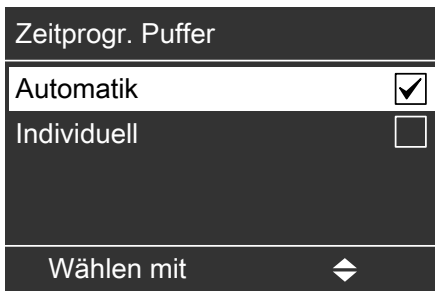 Zeitprogr. Puffer
Automatik
Individuell
Wählen mit